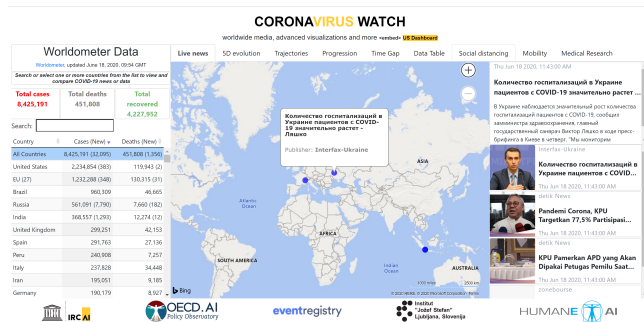 CORONAVIRUS WATCH
worldwide media, advanced visualizations and more <embed> US Dashboard
Worldometer Data
Worldometer, updated June 18, 2020, 09:54 GMT
Search or select one or more countries from the list to view and
compare COVID-19 news or data
Total cases
8,425,191
Total deaths
451,808
Total
recovered
4,227,952
Search:
Country Cases (New) Deaths (New)
All Countries 8,425,191 (32,095) 451,808 (1,356)
United States 2,234,854 (383) 119,943 (2)
EU (27) 1,232,288 (348) 130,315 (31)
Brazil 960,309 46,665
Russia 561,091 (7,790) 7,660 (182)
India 368,557 (1,293) 12,274 (12)
United Kingdom 299,251 42,153
Spain 291,763 27,136
Peru 240,908 7,257
Italy 237,828 34,448
Iran 195,051 9,185
Germany 190,179 8,927
Live news 5D evolution Trajectories Progression Time Gap Data Table Social distancing Mobility Medical Research
Количество госпитализаций в
Украине пациентов с COVID-
19 значительно растет -
Ляшко
Publisher: Interfax-Ukraine
ASIA
Atlantic
Ocean
AFRICA
SOUTH AMERICA
Indian
Ocean
AUSTRALIA
Bing
1000 miles 2500 km
Thu Jun 18 2020, 11:43:00 AM
Количество госпитализаций в Украине
пациентов с COVID-19 значительно растет ...
В Украине наблюдается значительный рост количества
госпитализаций пациентов с COVID-19, сообщил
замминистра здравоохранения, главный
государственный санврач Виктор Ляшко в ходе пресс-
брифинга в Киеве в четверг. "Мы мониторим
Interfax-Ukraine
Количество госпитализаций в
Украине пациентов с COVID...
Thu Jun 18 2020, 11:43:00 AM
detik News
Pandemi Corona, KPU
Targetkan 77,5% Partisipasi...
Thu Jun 18 2020, 11:43:00 AM
detik News
KPU Pamerkan APD yang Akan
Dipakai Petugas Pemilu Saat...
Thu Jun 18 2020, 11:43:00 AM
zonebourse
IRCAI
OECD.AI
Policy Observatory
eventregistry
Institut
"Jožef Stefan"
Ljubljana, Slovenija
HUMANE AI